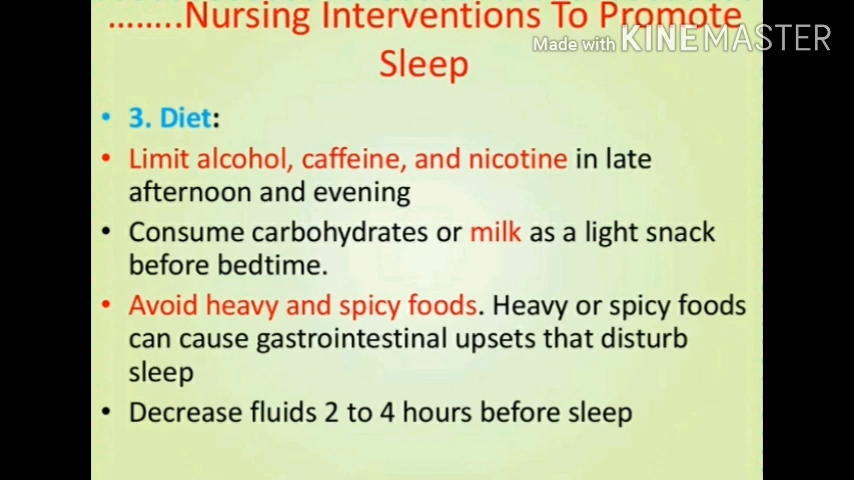 ........Nursing Interventions To Promote
Made with KINEMASTER
Sleep
• 3. Diet:
• Limit alcohol, caffeine, and nicotine in late
afternoon and evening
• Consume carbohydrates or milk as a light snack
before bedtime.
• Avoid heavy and spicy foods. Heavy or spicy foods
can cause gastrointestinal upsets that disturb
sleep
• Decrease fluids 2 to 4 hours before sleep